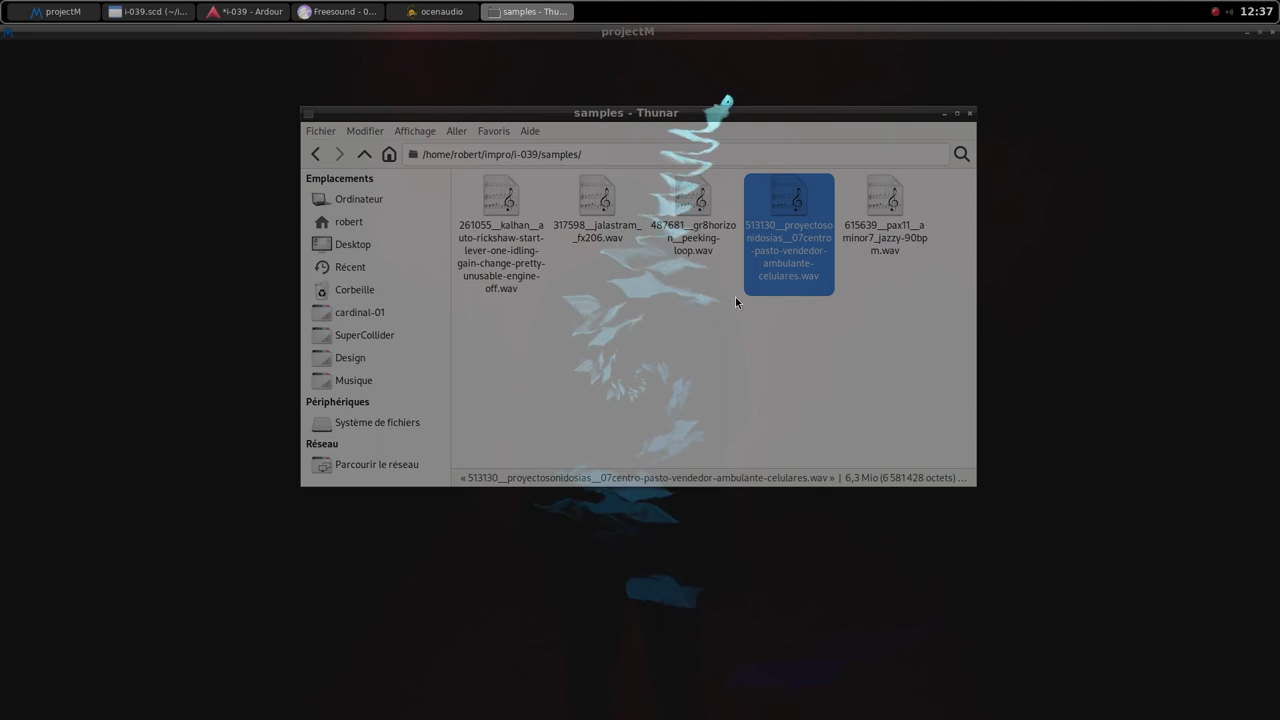 projectM
i-039.scd (~/i...
*i-039 - Ardour
Freesound - 0...
ocenaudio
samples - Thu...
12:37
projectM
samples - Thunar
Fichier
Modifier
Affichage
Aller
Favoris
Aide
/home/robert/impro/i-039/samples/
Emplacements
Ordinateur
robert
Desktop
Récent
Corbeille
cardinal-01
SuperCollider
Design
Musique
Périphériques
Système de fichiers
Réseau
Parcourir le réseau
261055__kalhan__a
uto-rickshaw-start-
lever-one-idling-
gain-change-pretty-
unusable-engine-
off.wav
317598__jalastram_
_fx206.wav
487681__gr8horizo
n__peeking-
loop.wav
513130__proyectoso
nidosias__07centro
-pasto-vendedor-
ambulante-
celulares.wav
615639__pax11__a
minor7_jazzy-90bp
m.wav
« 513130__proyectosonidosias__07centro-pasto-vendedor-ambulante-celulares.wav » | 6,3 Mio (6 581 428 octets) ...